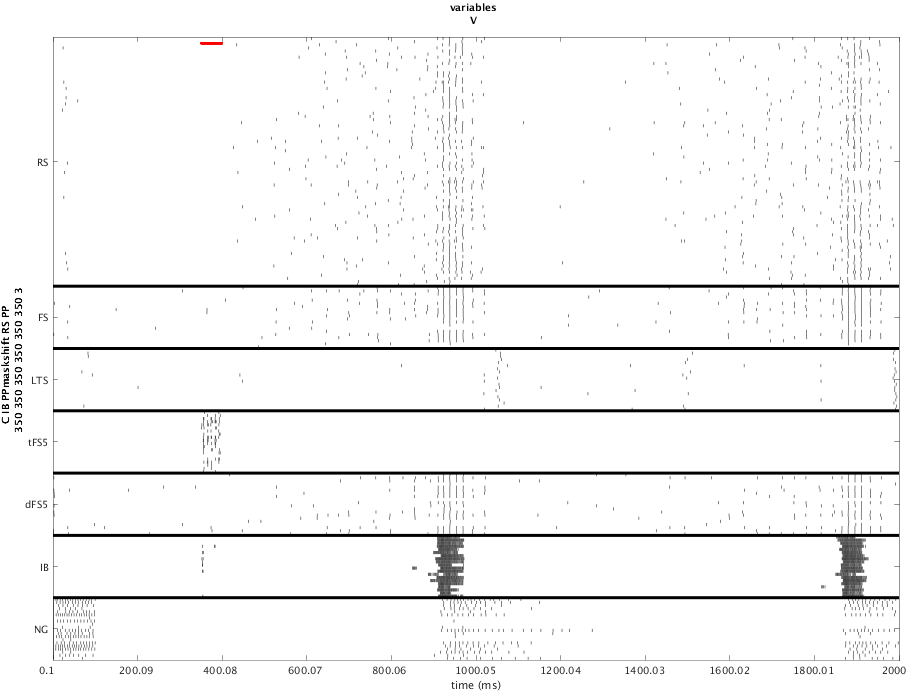 variables
V
RS
FS
LTS
tFS5
dFS5
IB
NG
C IB PPmaskshift RS PP
350 350 350 350 350 350 3
0.1 200.09 400.08 600.07 800.06 1000.05 1200.04 1400.03 1600.02 1800.01 2000
time (ms)